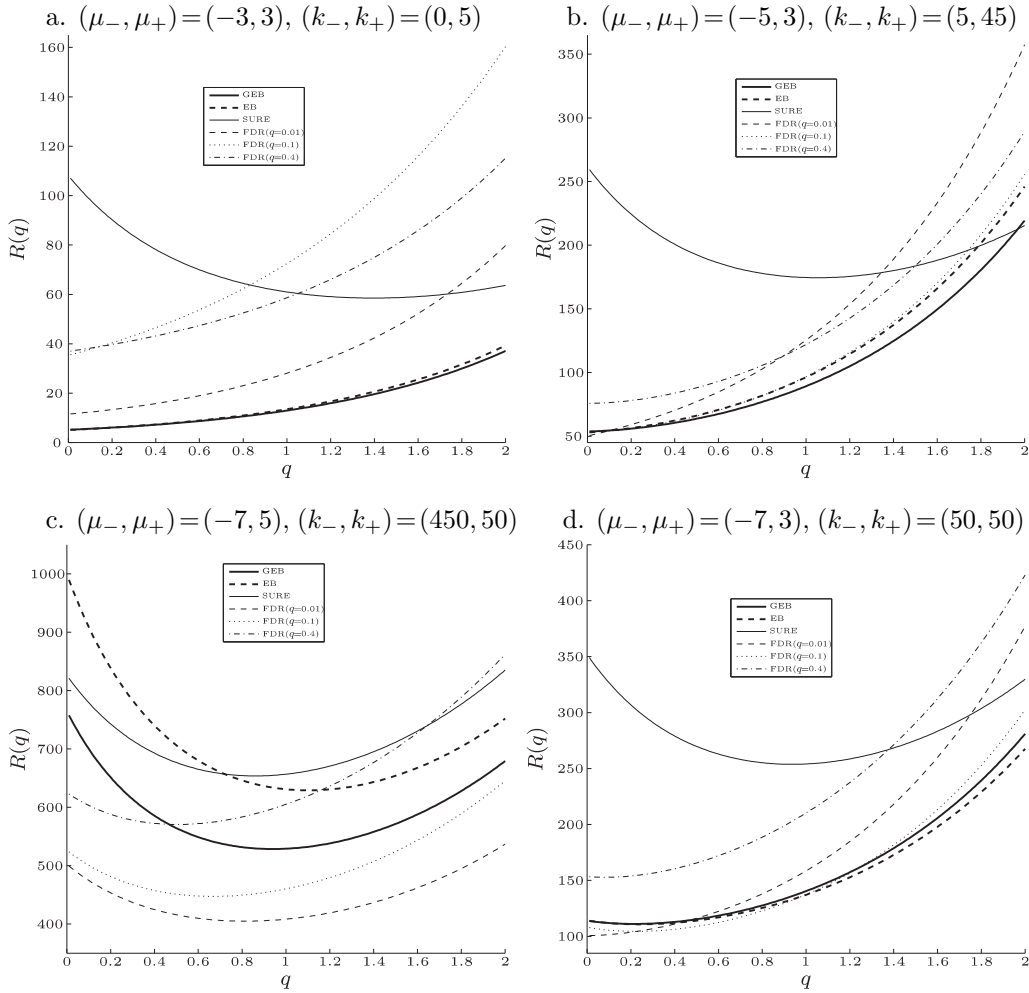 a. (μ₋, μ₊)=(−3, 3), (k₋, k₊)=(0, 5)
160
140
120
100
80
60
40
20
0
R(q)
GEB
EB
SURE
FDR(q=0.01)
FDR(q=0.1)
FDR(q=0.4)
0 0.2 0.4 0.6 0.8 1 1.2 1.4 1.6 1.8 2
q
b. (μ₋, μ₊)=(−5, 3), (k₋, k₊)=(5, 45)
350
300
250
200
150
100
50
R(q)
GEB
EB
SURE
FDR(q=0.01)
FDR(q=0.1)
FDR(q=0.4)
0 0.2 0.4 0.6 0.8 1 1.2 1.4 1.6 1.8 2
q
c. (μ₋, μ₊)=(−7, 5), (k₋, k₊)=(450, 50)
1000
900
800
700
600
500
400
R(q)
GEB
EB
SURE
FDR(q=0.01)
FDR(q=0.1)
FDR(q=0.4)
0 0.2 0.4 0.6 0.8 1 1.2 1.4 1.6 1.8 2
q
d. (μ₋, μ₊)=(−7, 3), (k₋, k₊)=(50, 50)
450
400
350
300
250
200
150
100
R(q)
GEB
EB
SURE
FDR(q=0.01)
FDR(q=0.1)
FDR(q=0.4)
0 0.2 0.4 0.6 0.8 1 1.2 1.4 1.6 1.8 2
q